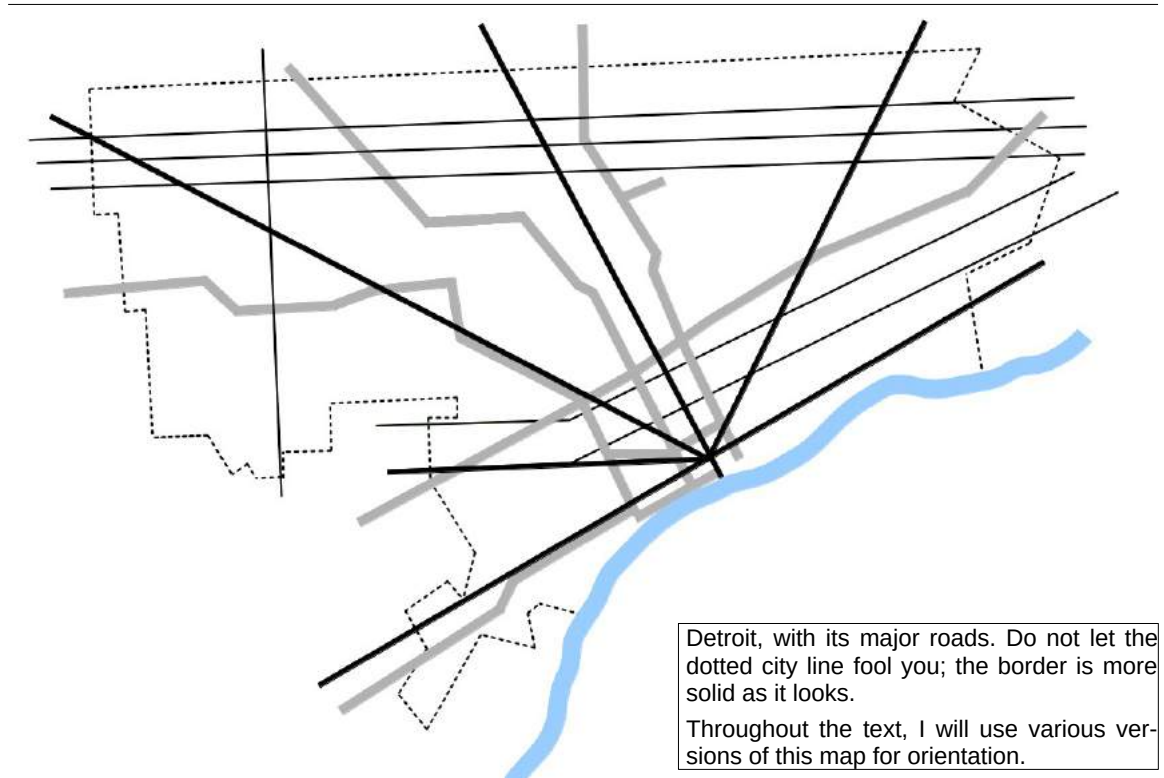 Detroit, with its major roads. Do not let the
dotted city line fool you; the border is more
solid as it looks.
Throughout the text, I will use various ver-
sions of this map for orientation.